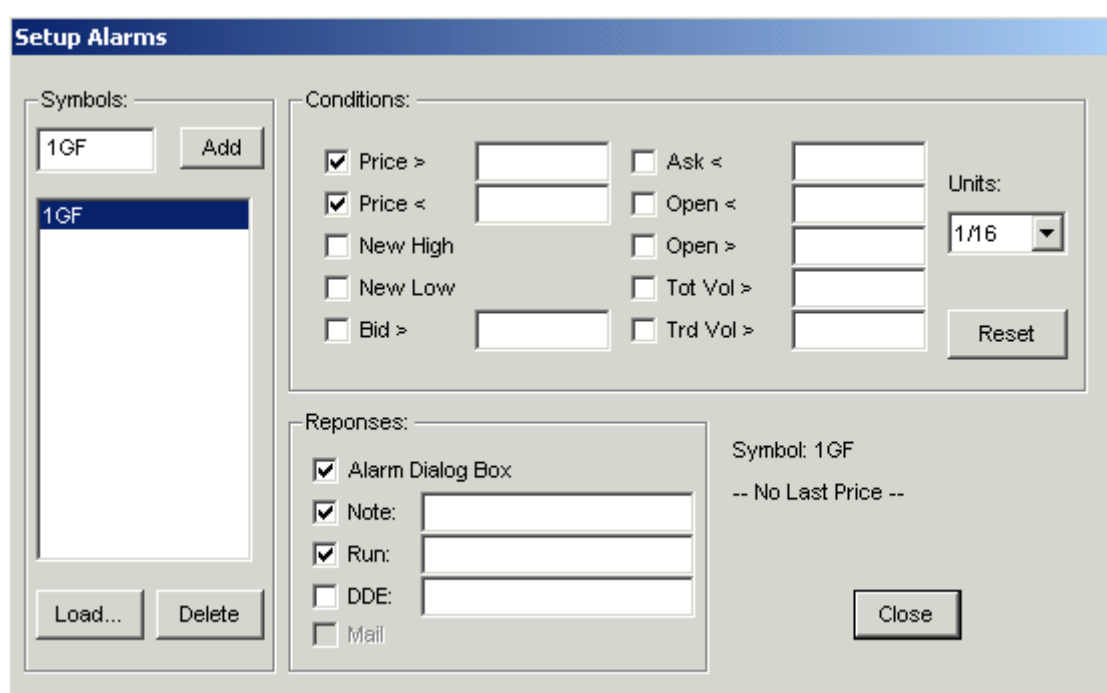 Setup Alarms
Symbols:
1GF
Add
1GF
Load...
Delete
Conditions:
Price >
Price <
New High
New Low
Bid >
Ask <
Open <
Open >
Tot Vol >
Trd Vol >
Units:
1/16
Reset
Reponses:
Alarm Dialog Box
Note:
Run:
DDE:
Mail
Symbol: 1GF
-- No Last Price --
Close